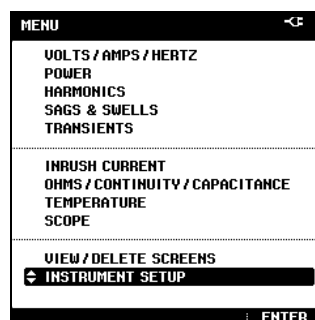 MENU
VOLTS/AMPS/HERTZ
POWER
HARMONICS
SAGS & SWELLS
TRANSIENTS
INRUSH CURRENT
OHMS/CONTINUITY/CAPACITANCE
TEMPERATURE
SCOPE
VIEW/DELETE SCREENS
INSTRUMENT SETUP
ENTER